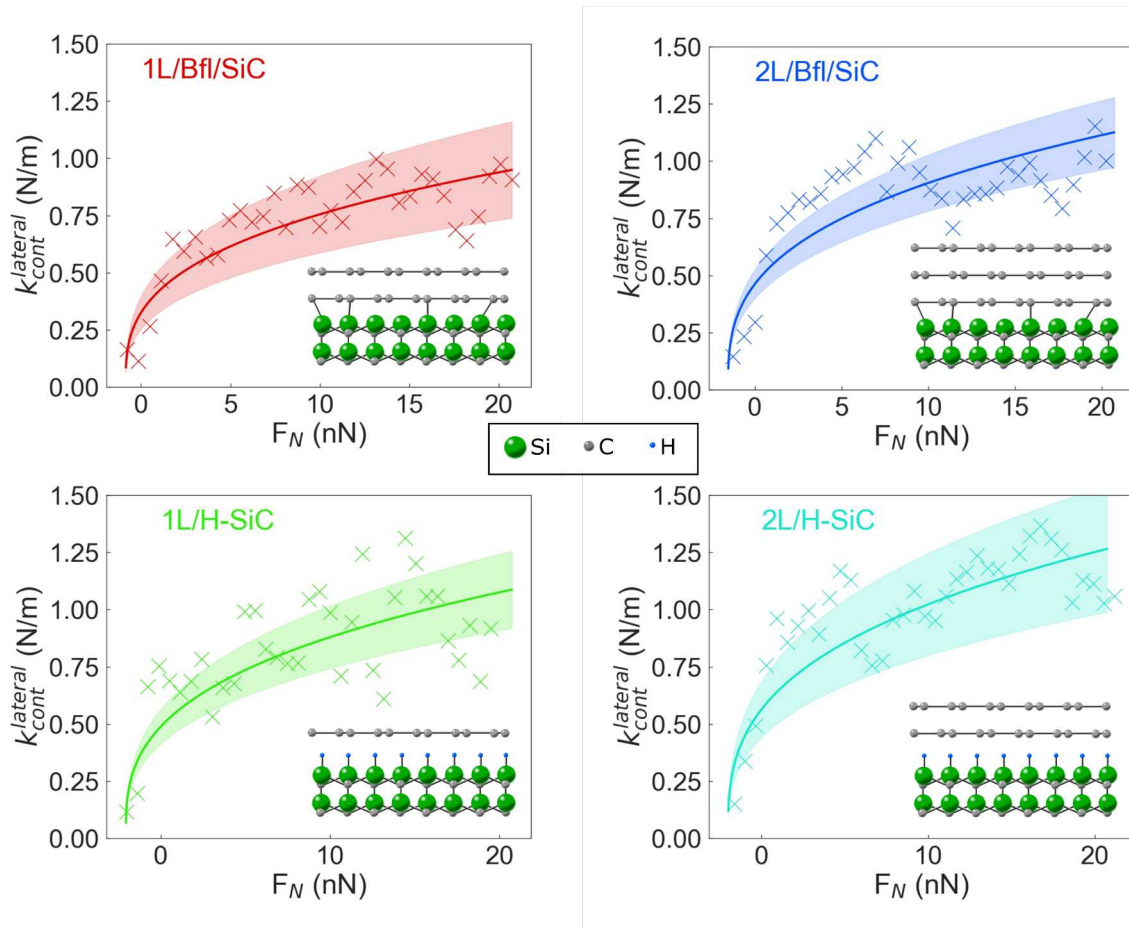 1L/Bfl/SiC
1.50
1.25
1.00
0.75
0.50
0.25
0.00
k_cont^lateral (N/m)
0 5 10 15 20
F_N (nN)
2L/Bfl/SiC
1.50
1.25
1.00
0.75
0.50
0.25
0.00
k_cont^lateral (N/m)
0 5 10 15 20
F_N (nN)
Si C H
1L/H-SiC
1.50
1.25
1.00
0.75
0.50
0.25
0.00
k_cont^lateral (N/m)
0 10 20
F_N (nN)
2L/H-SiC
1.50
1.25
1.00
0.75
0.50
0.25
0.00
k_cont^lateral (N/m)
0 10 20
F_N (nN)